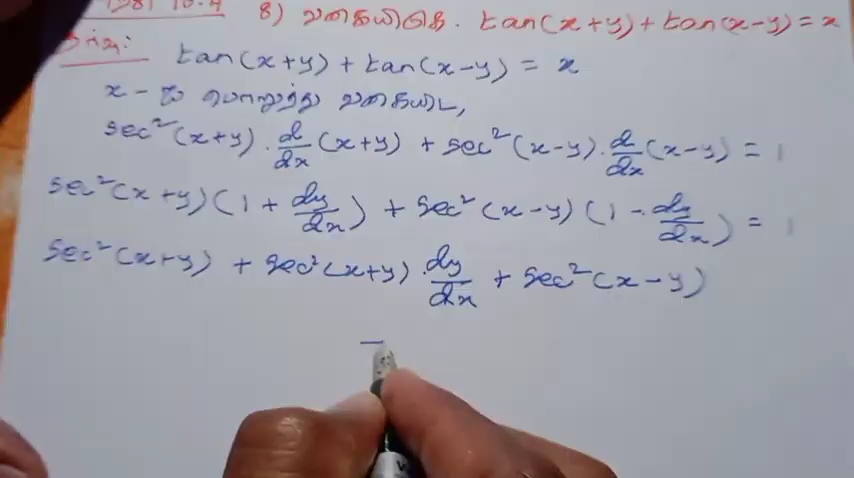 8) வகையிடுக. tan(x+y) + tan(x-y) = x
tan(x+y) + tan(x-y) = x
x-ஐ பொறுத்து வகையிட,
sec²(x+y) · d/dx (x+y) + sec²(x-y) · d/dx (x-y) = 1
sec²(x+y) (1 + dy/dx) + sec²(x-y) (1 - dy/dx) = 1
sec²(x+y) + sec²(x+y) · dy/dx + sec²(x-y)
—